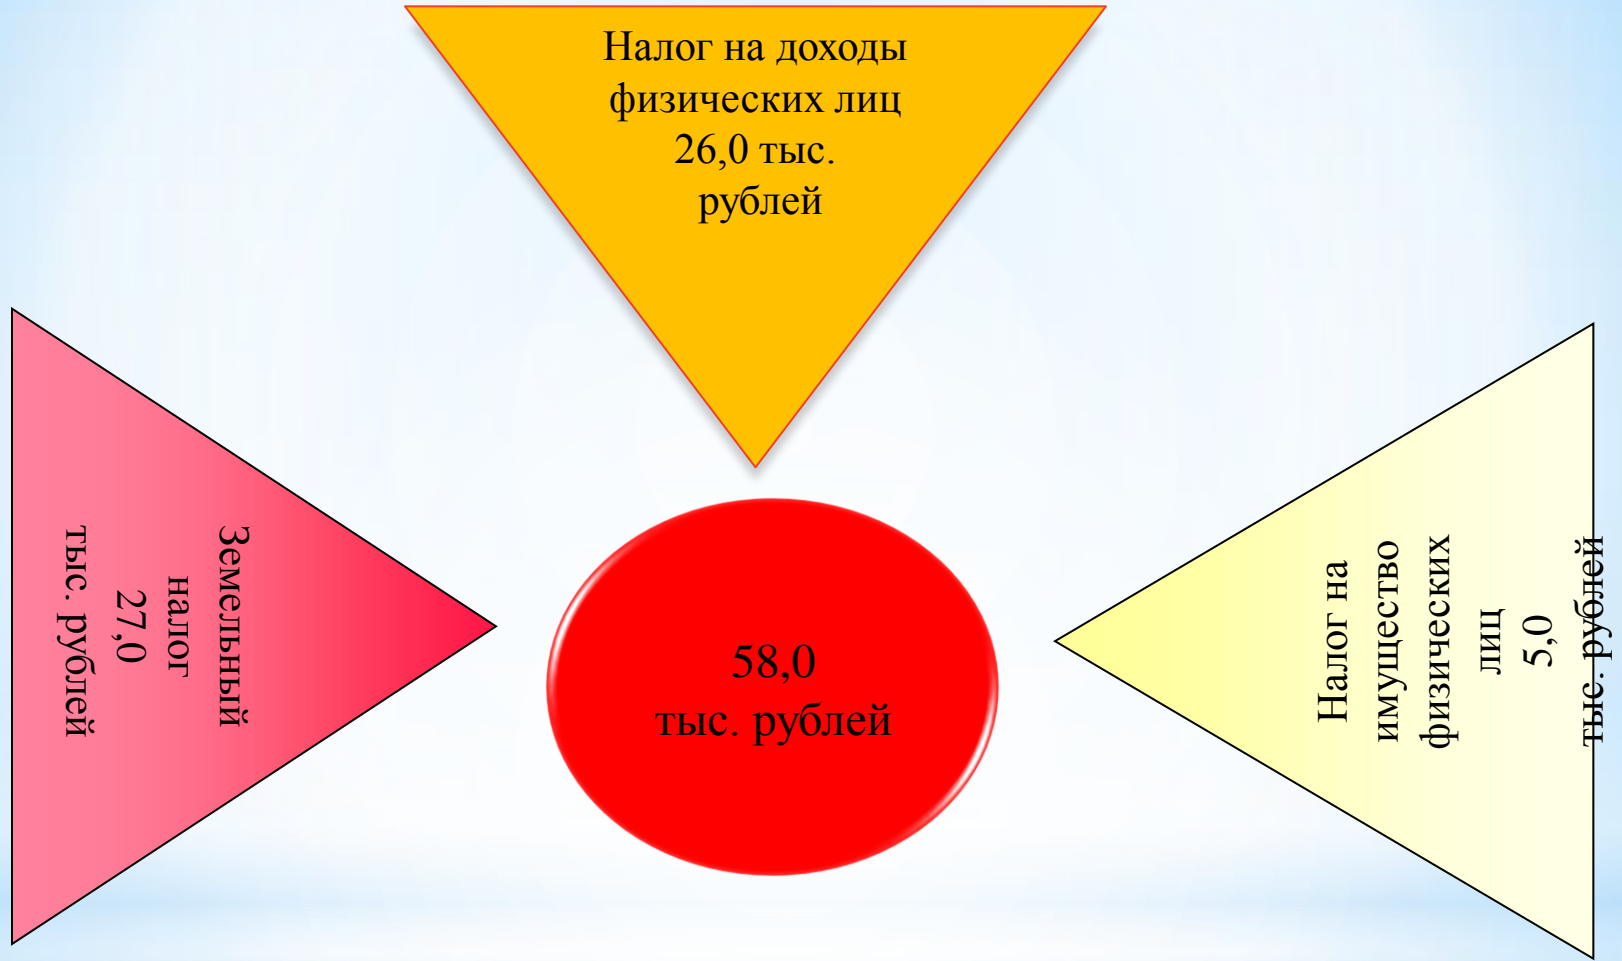 Налог на доходы
физических лиц
26,0 тыс.
рублей
Земельный
налог
27,0
тыс. рублей
58,0
тыс. рублей
Налог на
имущество
физических
лиц
5,0
тыс. рублей